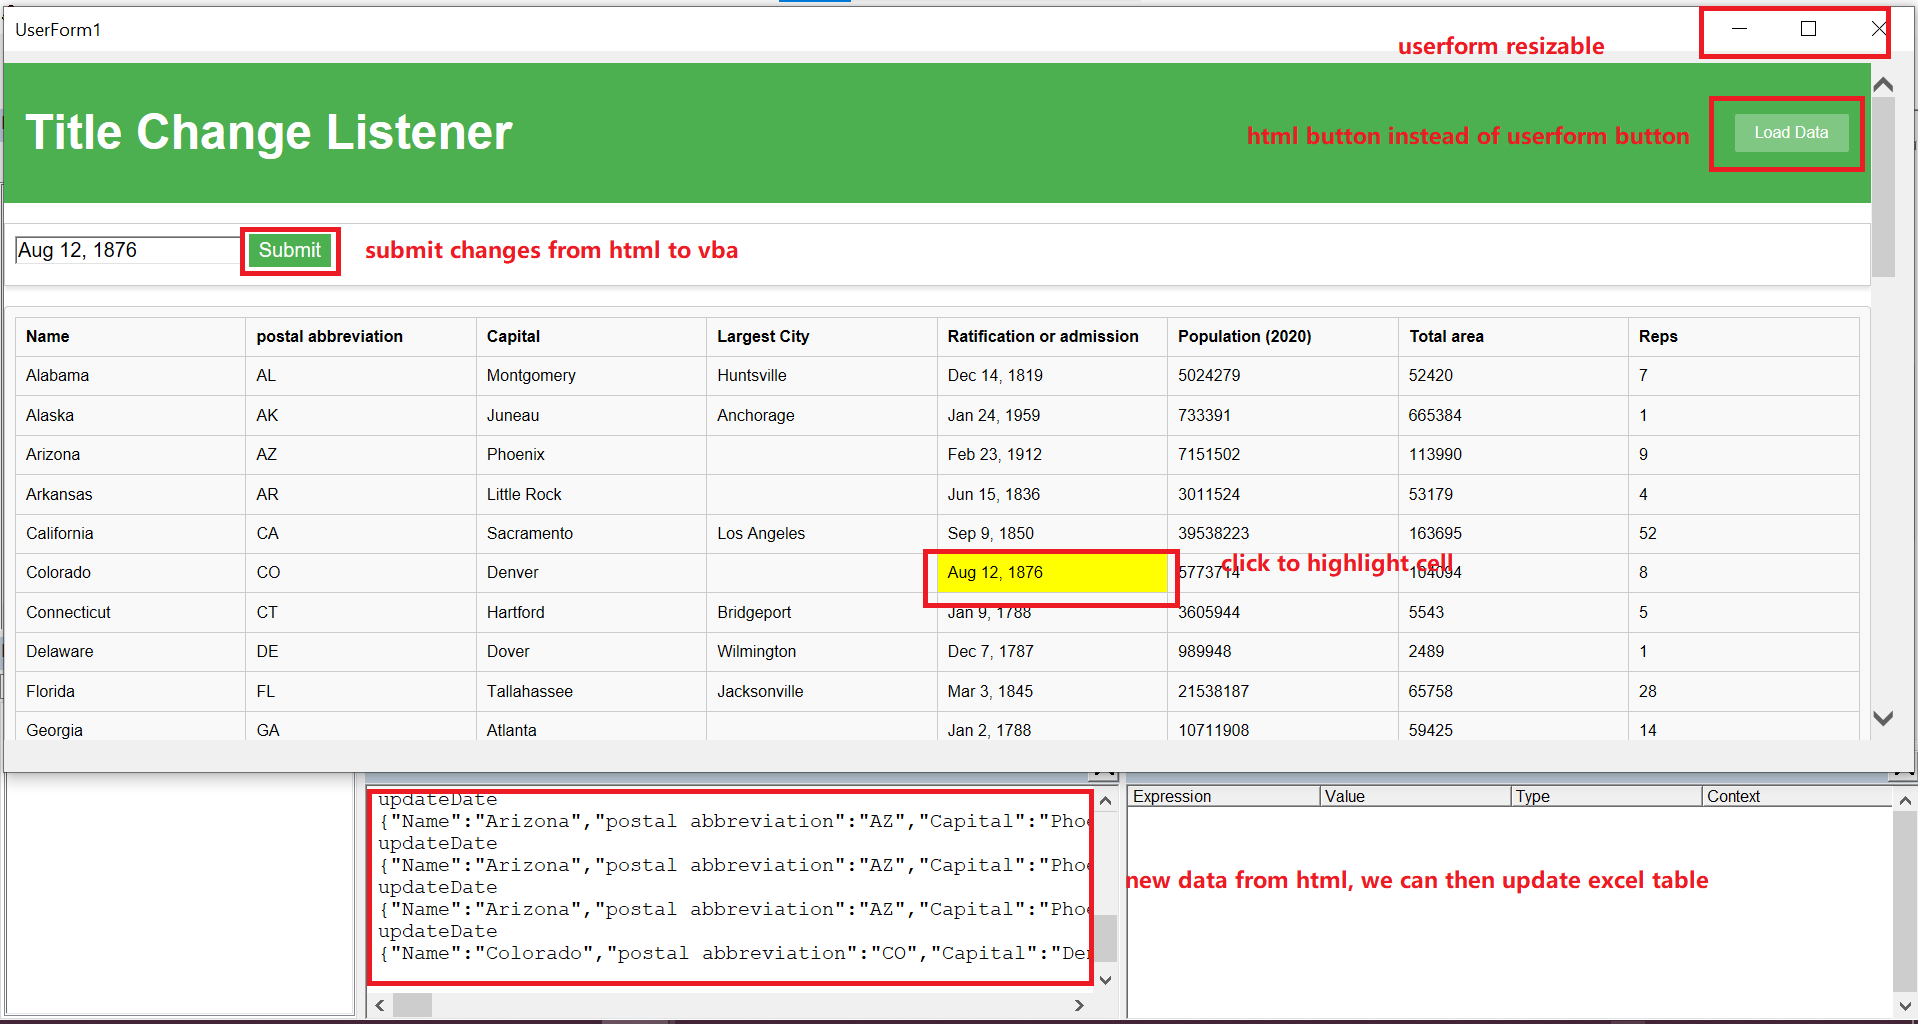 UserForm1
userform resizable
Title Change Listener
html button instead of userform button
Load Data
Aug 12, 1876
Submit
submit changes from html to vba
Name postal abbreviation Capital Largest City Ratification or admission Population (2020) Total area Reps
Alabama AL Montgomery Huntsville Dec 14, 1819 5024279 52420 7
Alaska AK Juneau Anchorage Jan 24, 1959 733391 665384 1
Arizona AZ Phoenix Feb 23, 1912 7151502 113990 9
Arkansas AR Little Rock Jun 15, 1836 3011524 53179 4
California CA Sacramento Los Angeles Sep 9, 1850 39538223 163695 52
click to highlight cell
Colorado CO Denver Aug 12, 1876 5773714 104094 8
Connecticut CT Hartford Bridgeport Jan 9, 1788 3605944 5543 5
Delaware DE Dover Wilmington Dec 7, 1787 989948 2489 1
Florida FL Tallahassee Jacksonville Mar 3, 1845 21538187 65758 28
Georgia GA Atlanta Jan 2, 1788 10711908 59425 14
updateDate
{"Name":"Arizona","postal abbreviation":"AZ","Capital":"Phoe
updateDate
{"Name":"Arizona","postal abbreviation":"AZ","Capital":"Phoe
updateDate
{"Name":"Arizona","postal abbreviation":"AZ","Capital":"Phoe
updateDate
{"Name":"Colorado","postal abbreviation":"CO","Capital":"Den
Expression Value Type Context
new data from html, we can then update excel table